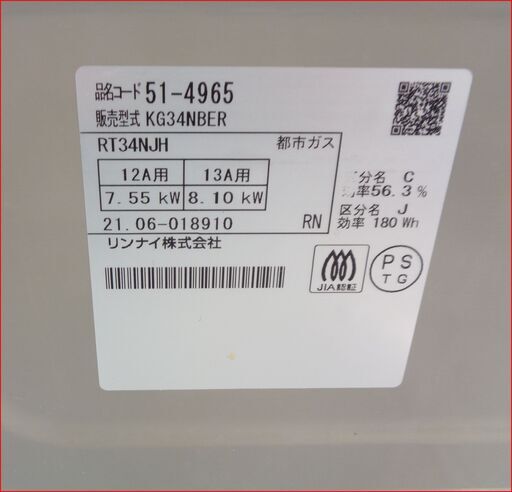 品名コード 51-4965
販売型式 KG34NBER
RT34NJH 都市ガス
12A用 13A用
7.55 kW 8.10 kW
21.06-018910 RN
リンナイ株式会社
分名 C
率56.3%
区分名 J
効率 180 Wh
JIA認証
PS
TG